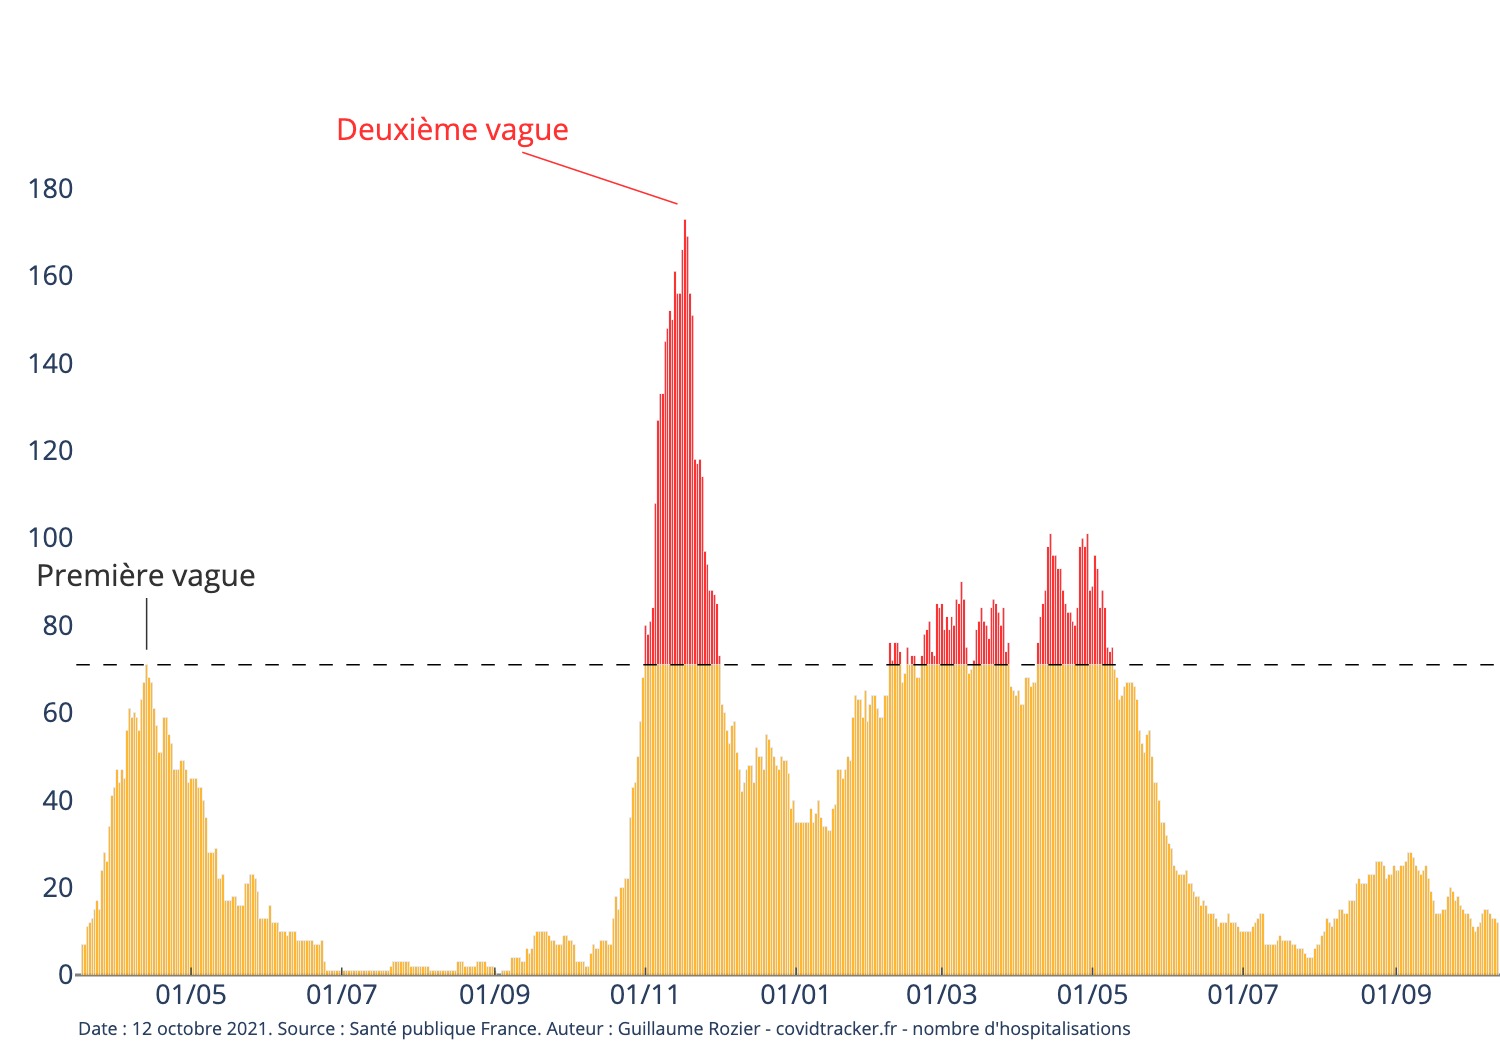 Deuxième vague
180
160
140
120
100
Première vague
80
60
40
20
0
01/05 01/07 01/09 01/11 01/01 01/03 01/05 01/07 01/09
Date : 12 octobre 2021. Source : Santé publique France. Auteur : Guillaume Rozier - covidtracker.fr - nombre d'hospitalisations